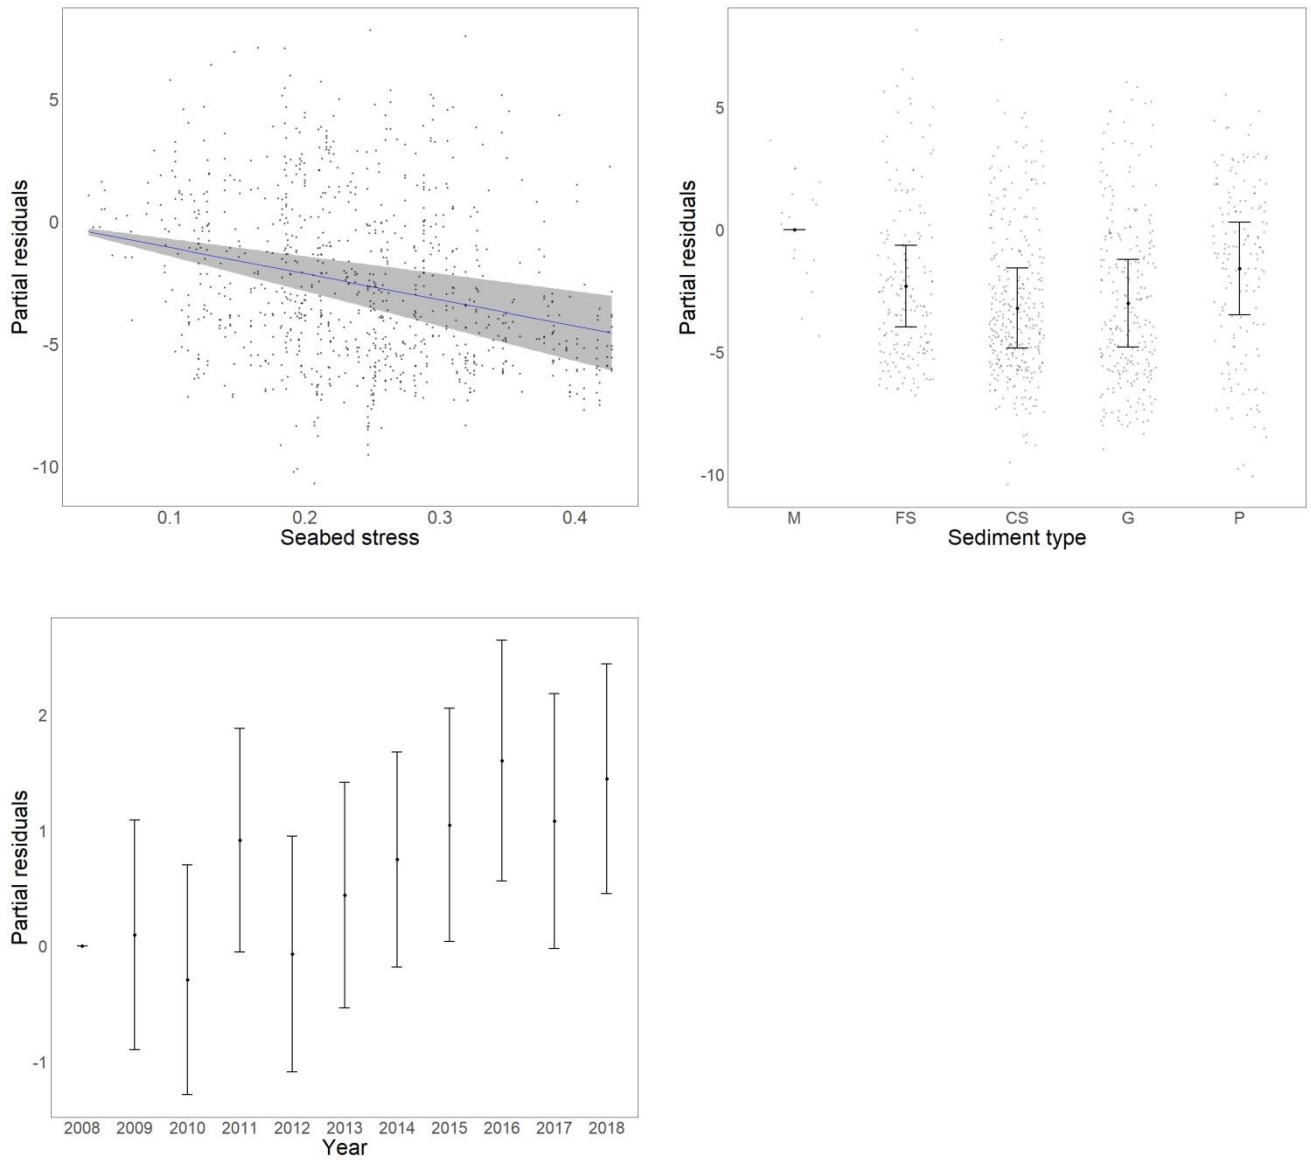 5
0
-5
-10
Partial residuals
0.1 0.2 0.3 0.4
Seabed stress
5
0
-5
-10
Partial residuals
M FS CS G P
Sediment type
2
1
0
-1
Partial residuals
2008 2009 2010 2011 2012 2013 2014 2015 2016 2017 2018
Year